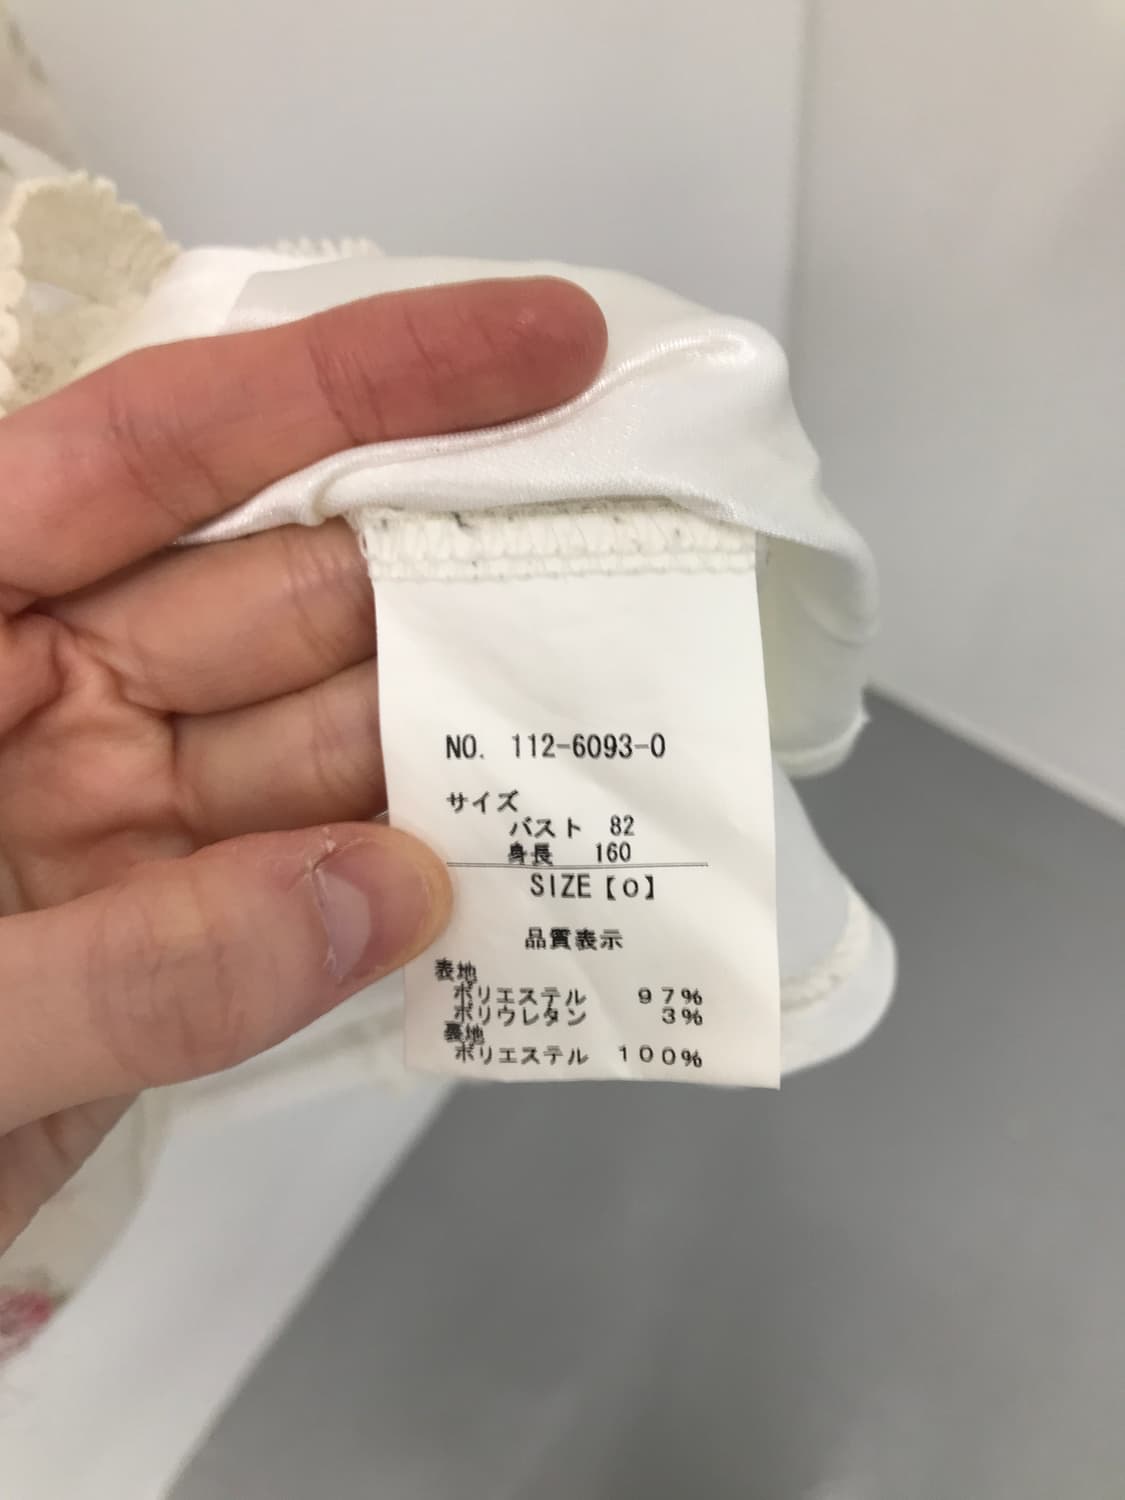 NO. 112-6093-0
サイズ
バスト 82
身長 160
SIZE【0】
品質表示
表地
ポリエステル 97%
ポリウレタン 3%
裏地
ポリエステル 100%